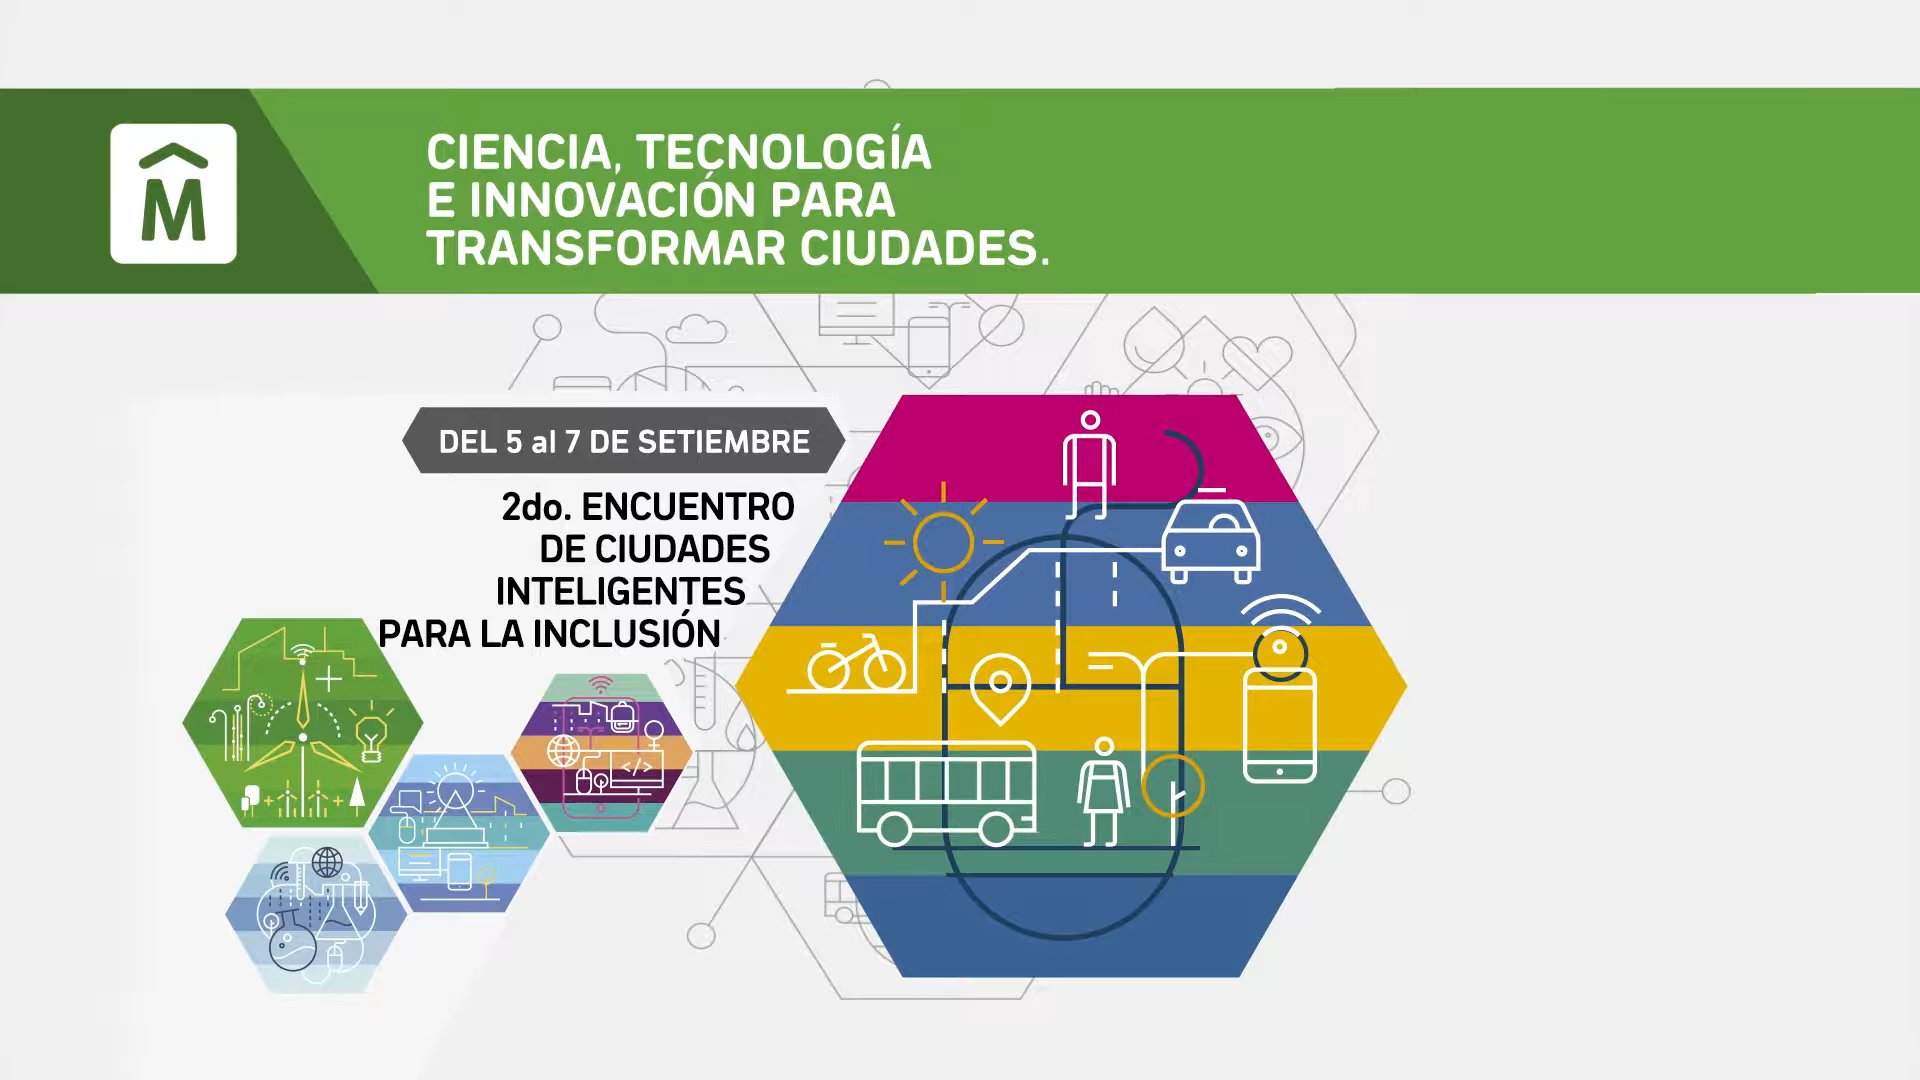 M
CIENCIA, TECNOLOGÍA
E INNOVACIÓN PARA
TRANSFORMAR CIUDADES.
DEL 5 al 7 DE SETIEMBRE
2do. ENCUENTRO
DE CIUDADES
INTELIGENTES
PARA LA INCLUSIÓN
</>